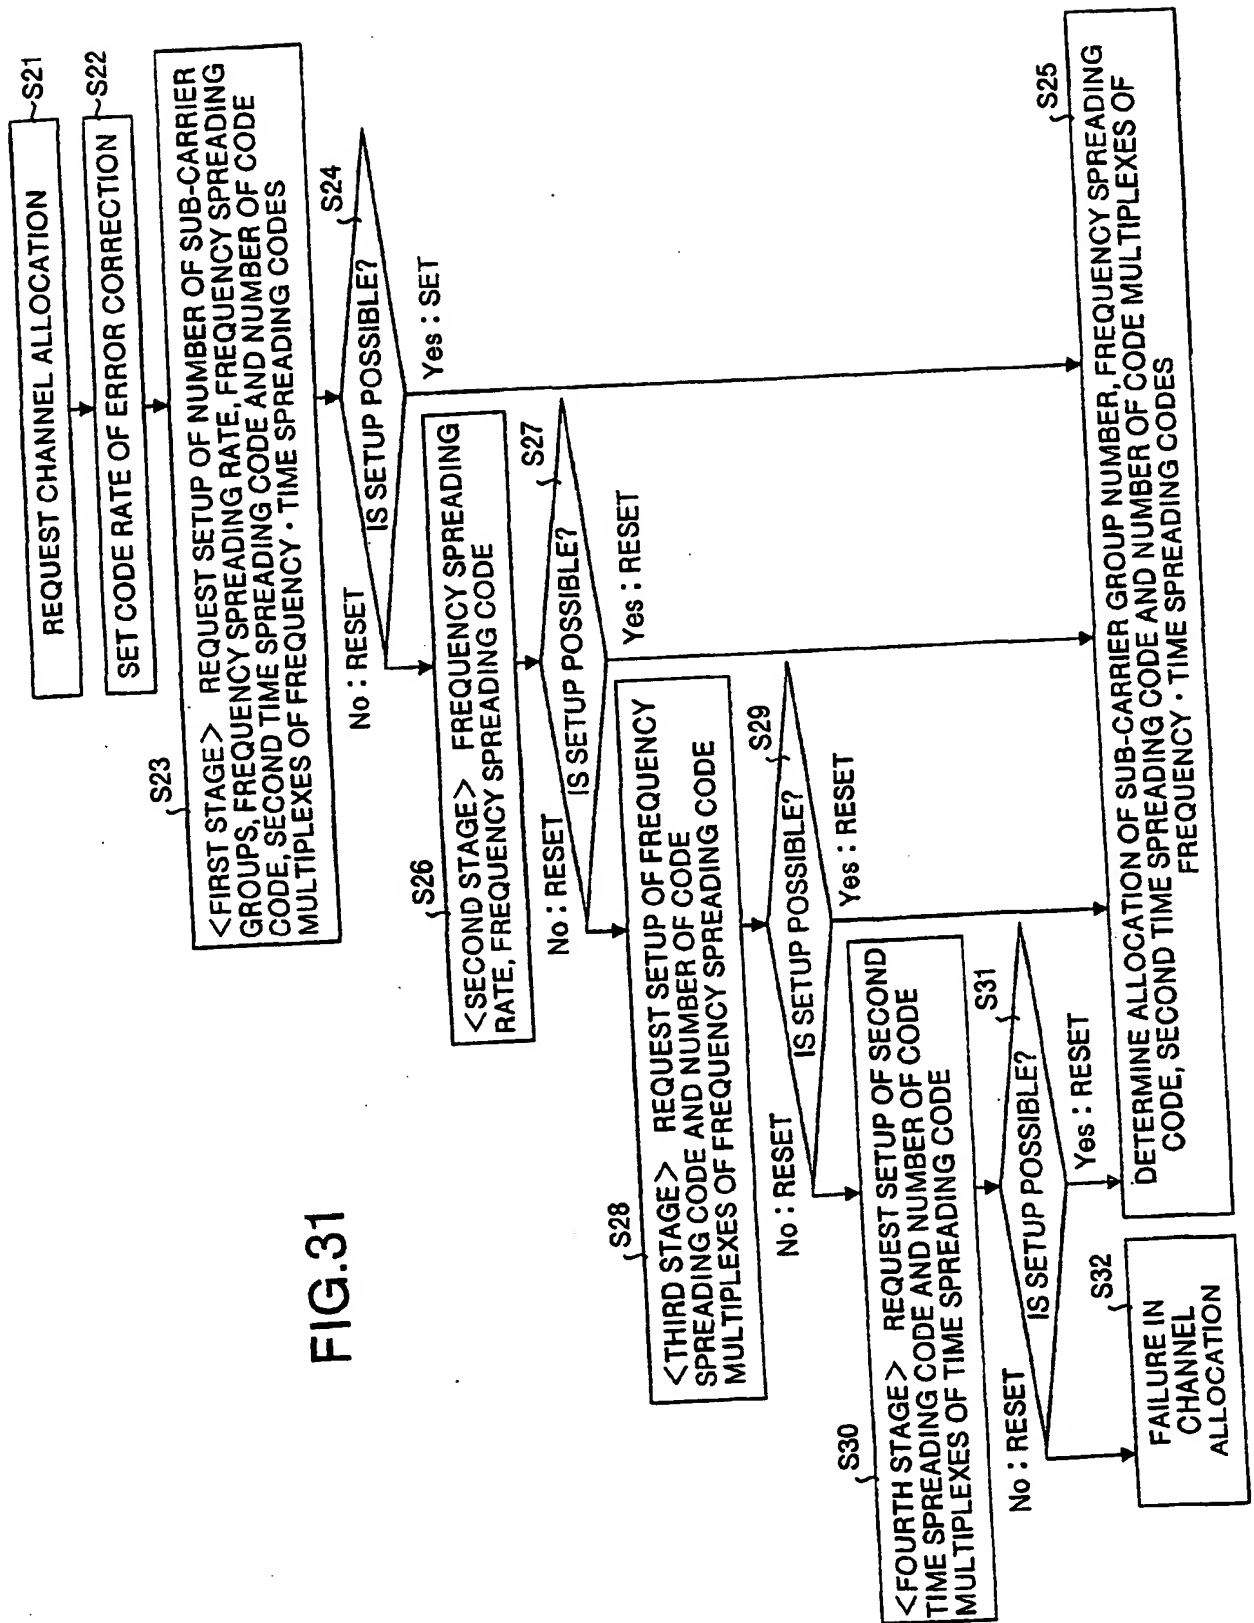 FIG.31
REQUEST CHANNEL ALLOCATION
S21
SET CODE RATE OF ERROR CORRECTION
S22
S23
<FIRST STAGE> REQUEST SETUP OF NUMBER OF SUB-CARRIER
GROUPS, FREQUENCY SPREADING RATE, FREQUENCY SPREADING
CODE, SECOND TIME SPREADING CODE AND NUMBER OF CODE
MULTIPLEXES OF FREQUENCY · TIME SPREADING CODES
S24
IS SETUP POSSIBLE?
No : RESET
Yes : SET
S26
<SECOND STAGE> FREQUENCY SPREADING
RATE, FREQUENCY SPREADING CODE
S27
IS SETUP POSSIBLE?
No : RESET
Yes : RESET
S28
<THIRD STAGE> REQUEST SETUP OF FREQUENCY
SPREADING CODE AND NUMBER OF CODE
MULTIPLEXES OF FREQUENCY SPREADING CODE
S29
IS SETUP POSSIBLE?
No : RESET
Yes : RESET
S30
<FOURTH STAGE> REQUEST SETUP OF SECOND
TIME SPREADING CODE AND NUMBER OF CODE
MULTIPLEXES OF TIME SPREADING CODE
S31
IS SETUP POSSIBLE?
No : RESET
Yes : RESET
S32
FAILURE IN
CHANNEL
ALLOCATION
S25
DETERMINE ALLOCATION OF SUB-CARRIER GROUP NUMBER, FREQUENCY SPREADING
CODE, SECOND TIME SPREADING CODE AND NUMBER OF CODE MULTIPLEXES OF
FREQUENCY · TIME SPREADING CODES